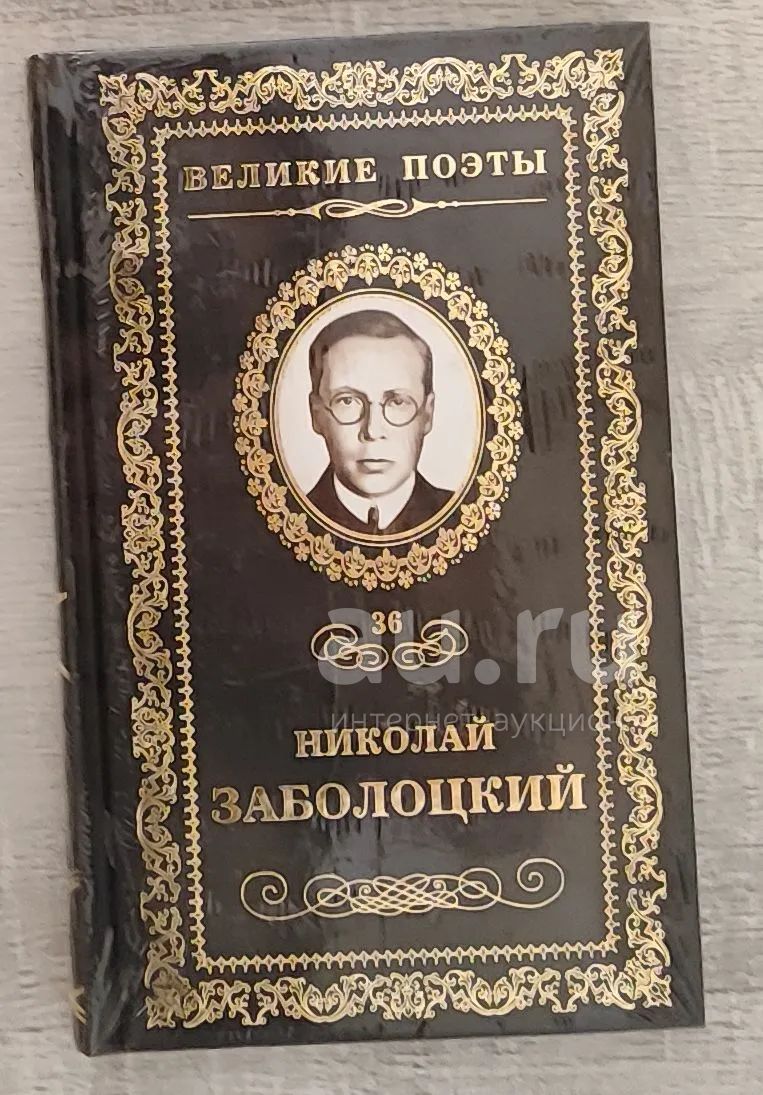 ВЕЛИКИЕ ПОЭТЫ
36
au.ru
интернет аукцион
НИКОЛАЙ
ЗАБОЛОЦКИЙ